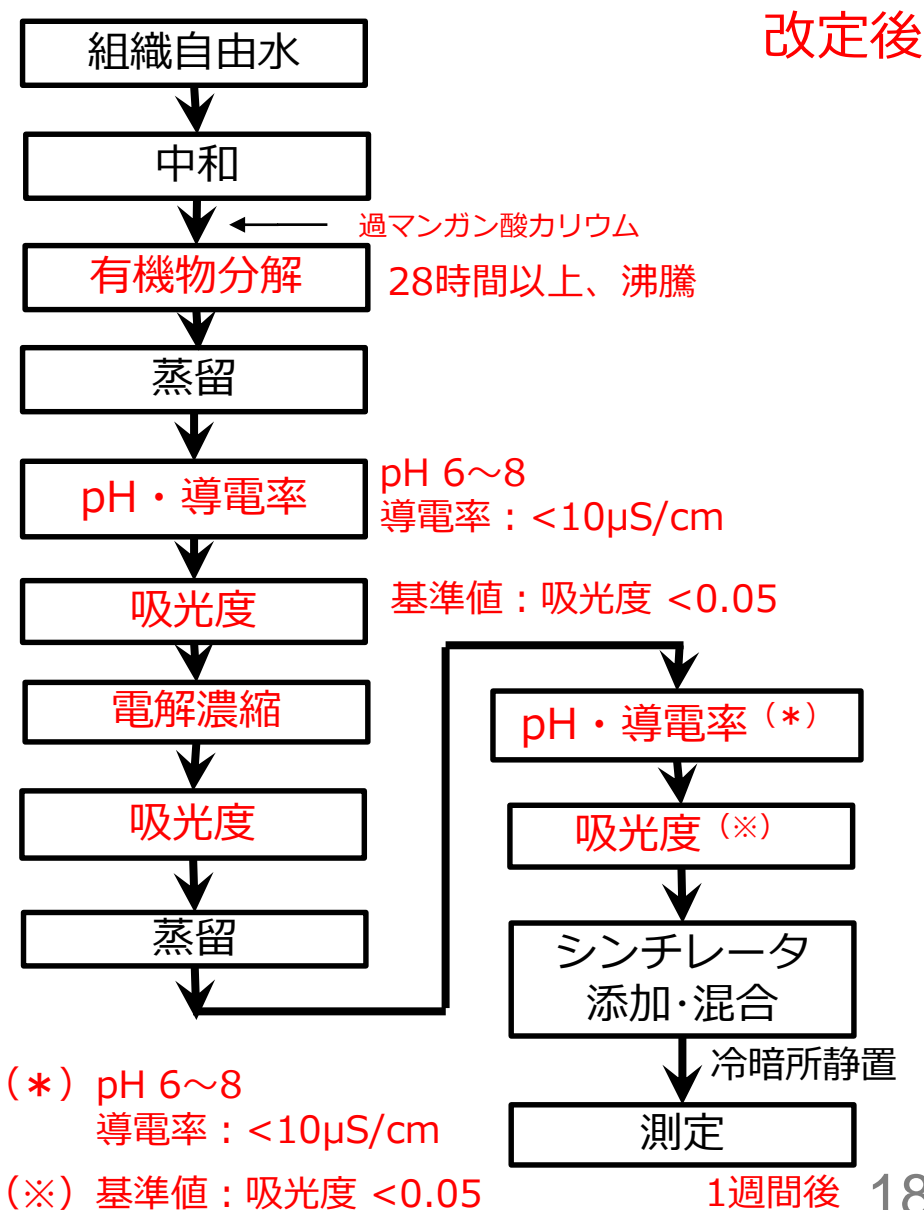 改定後
組織自由水
中和
過マンガン酸カリウム
有機物分解
28時間以上、沸騰
蒸留
pH・導電率
pH 6～8
導電率：<10μS/cm
吸光度
基準値：吸光度 <0.05
電解濃縮
吸光度
蒸留
pH・導電率（*）
吸光度（※）
シンチレータ
添加･混合
冷暗所静置
測定
1週間後
（*）pH 6～8
導電率：<10μS/cm
（※）基準値：吸光度 <0.05
18